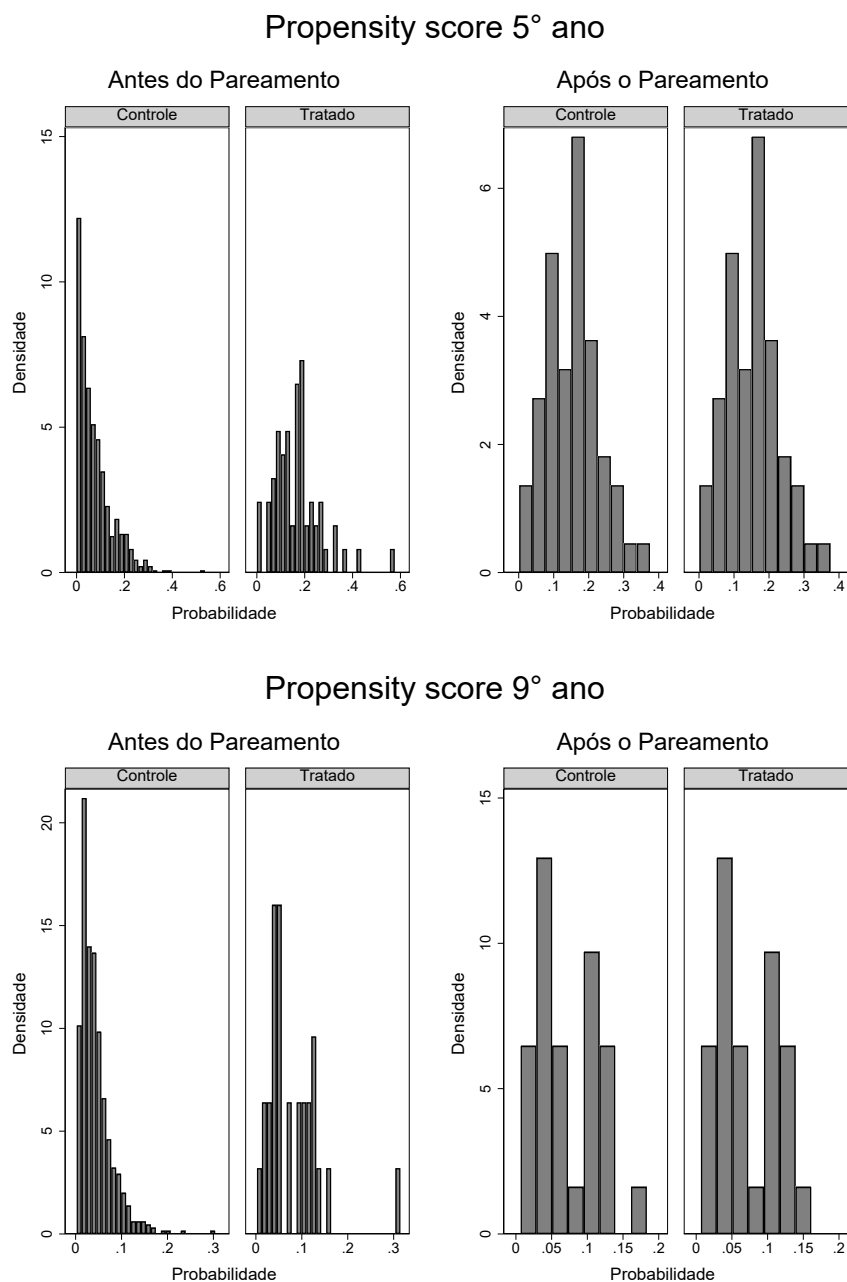 Propensity score 5° ano
Antes do Pareamento
Após o Pareamento
Controle
Tratado
Controle
Tratado
Densidade
0
5
10
15
0 .2 .4 .6
0 .2 .4 .6
Probabilidade
Densidade
0
2
4
6
0 .1 .2 .3 .4
0 .1 .2 .3 .4
Probabilidade
Propensity score 9° ano
Antes do Pareamento
Após o Pareamento
Controle
Tratado
Controle
Tratado
Densidade
0
5
10
15
20
0 .1 .2 .3
0 .1 .2 .3
Probabilidade
Densidade
0
5
10
15
0 .05 .1 .15 .2
0 .05 .1 .15 .2
Probabilidade